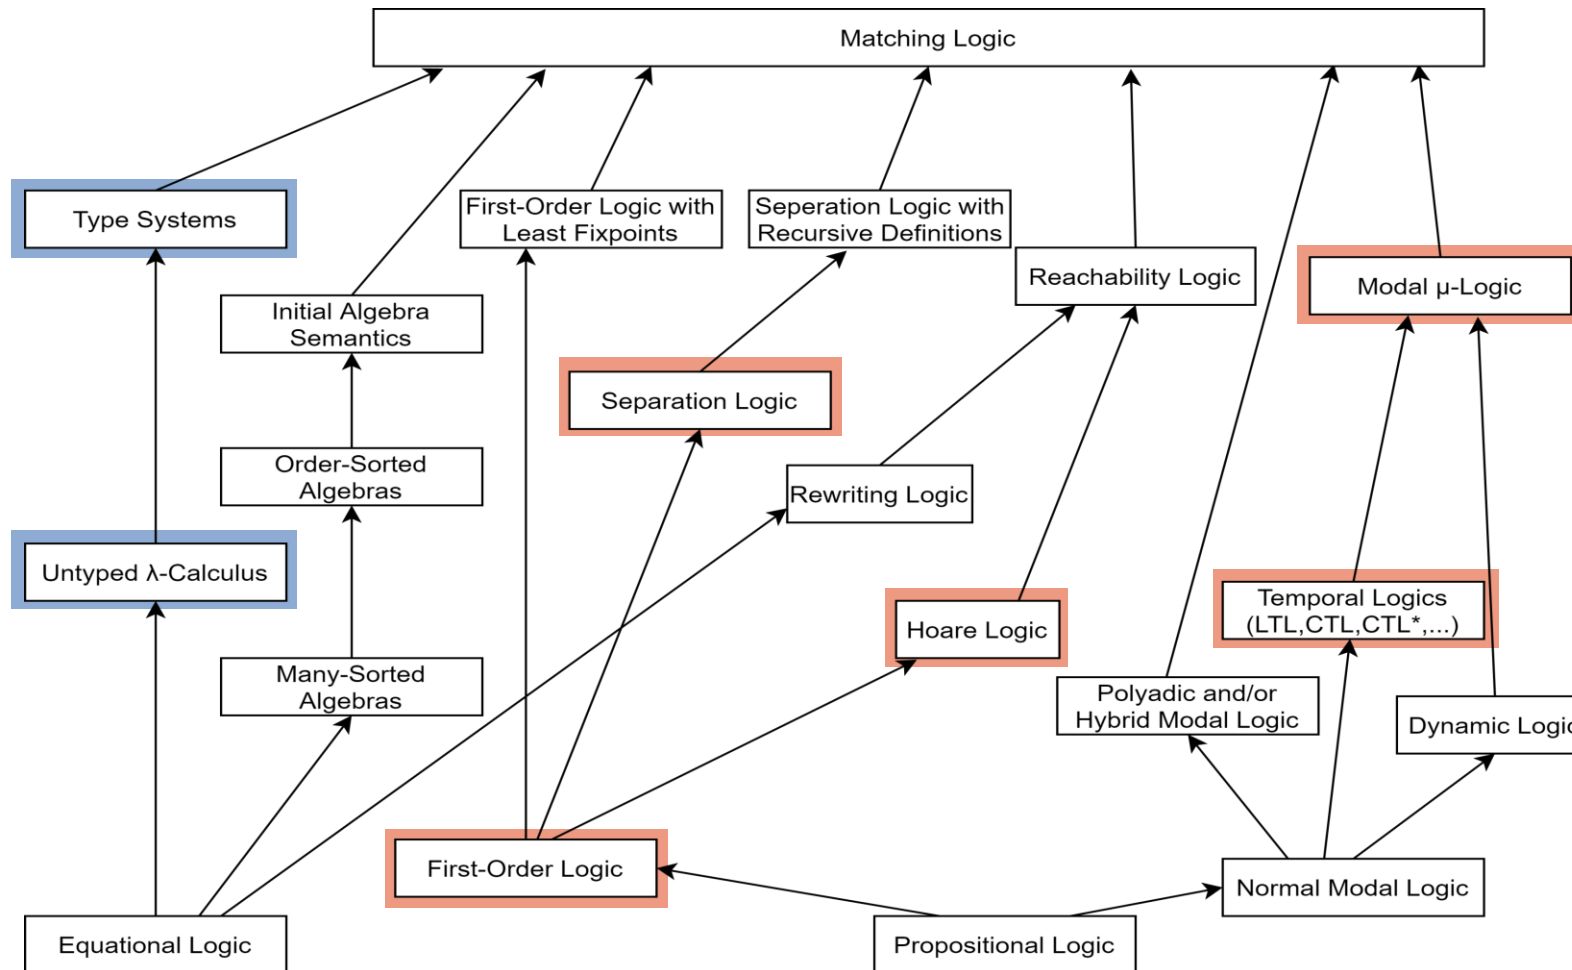 Matching Logic
Type Systems
First-Order Logic with
Least Fixpoints
Seperation Logic with
Recursive Definitions
Reachability Logic
Modal μ-Logic
Initial Algebra
Semantics
Separation Logic
Order-Sorted
Algebras
Rewriting Logic
Untyped λ-Calculus
Temporal Logics
(LTL,CTL,CTL*,...)
Hoare Logic
Many-Sorted
Algebras
Polyadic and/or
Hybrid Modal Logic
Dynamic Logic
First-Order Logic
Normal Modal Logic
Equational Logic
Propositional Logic